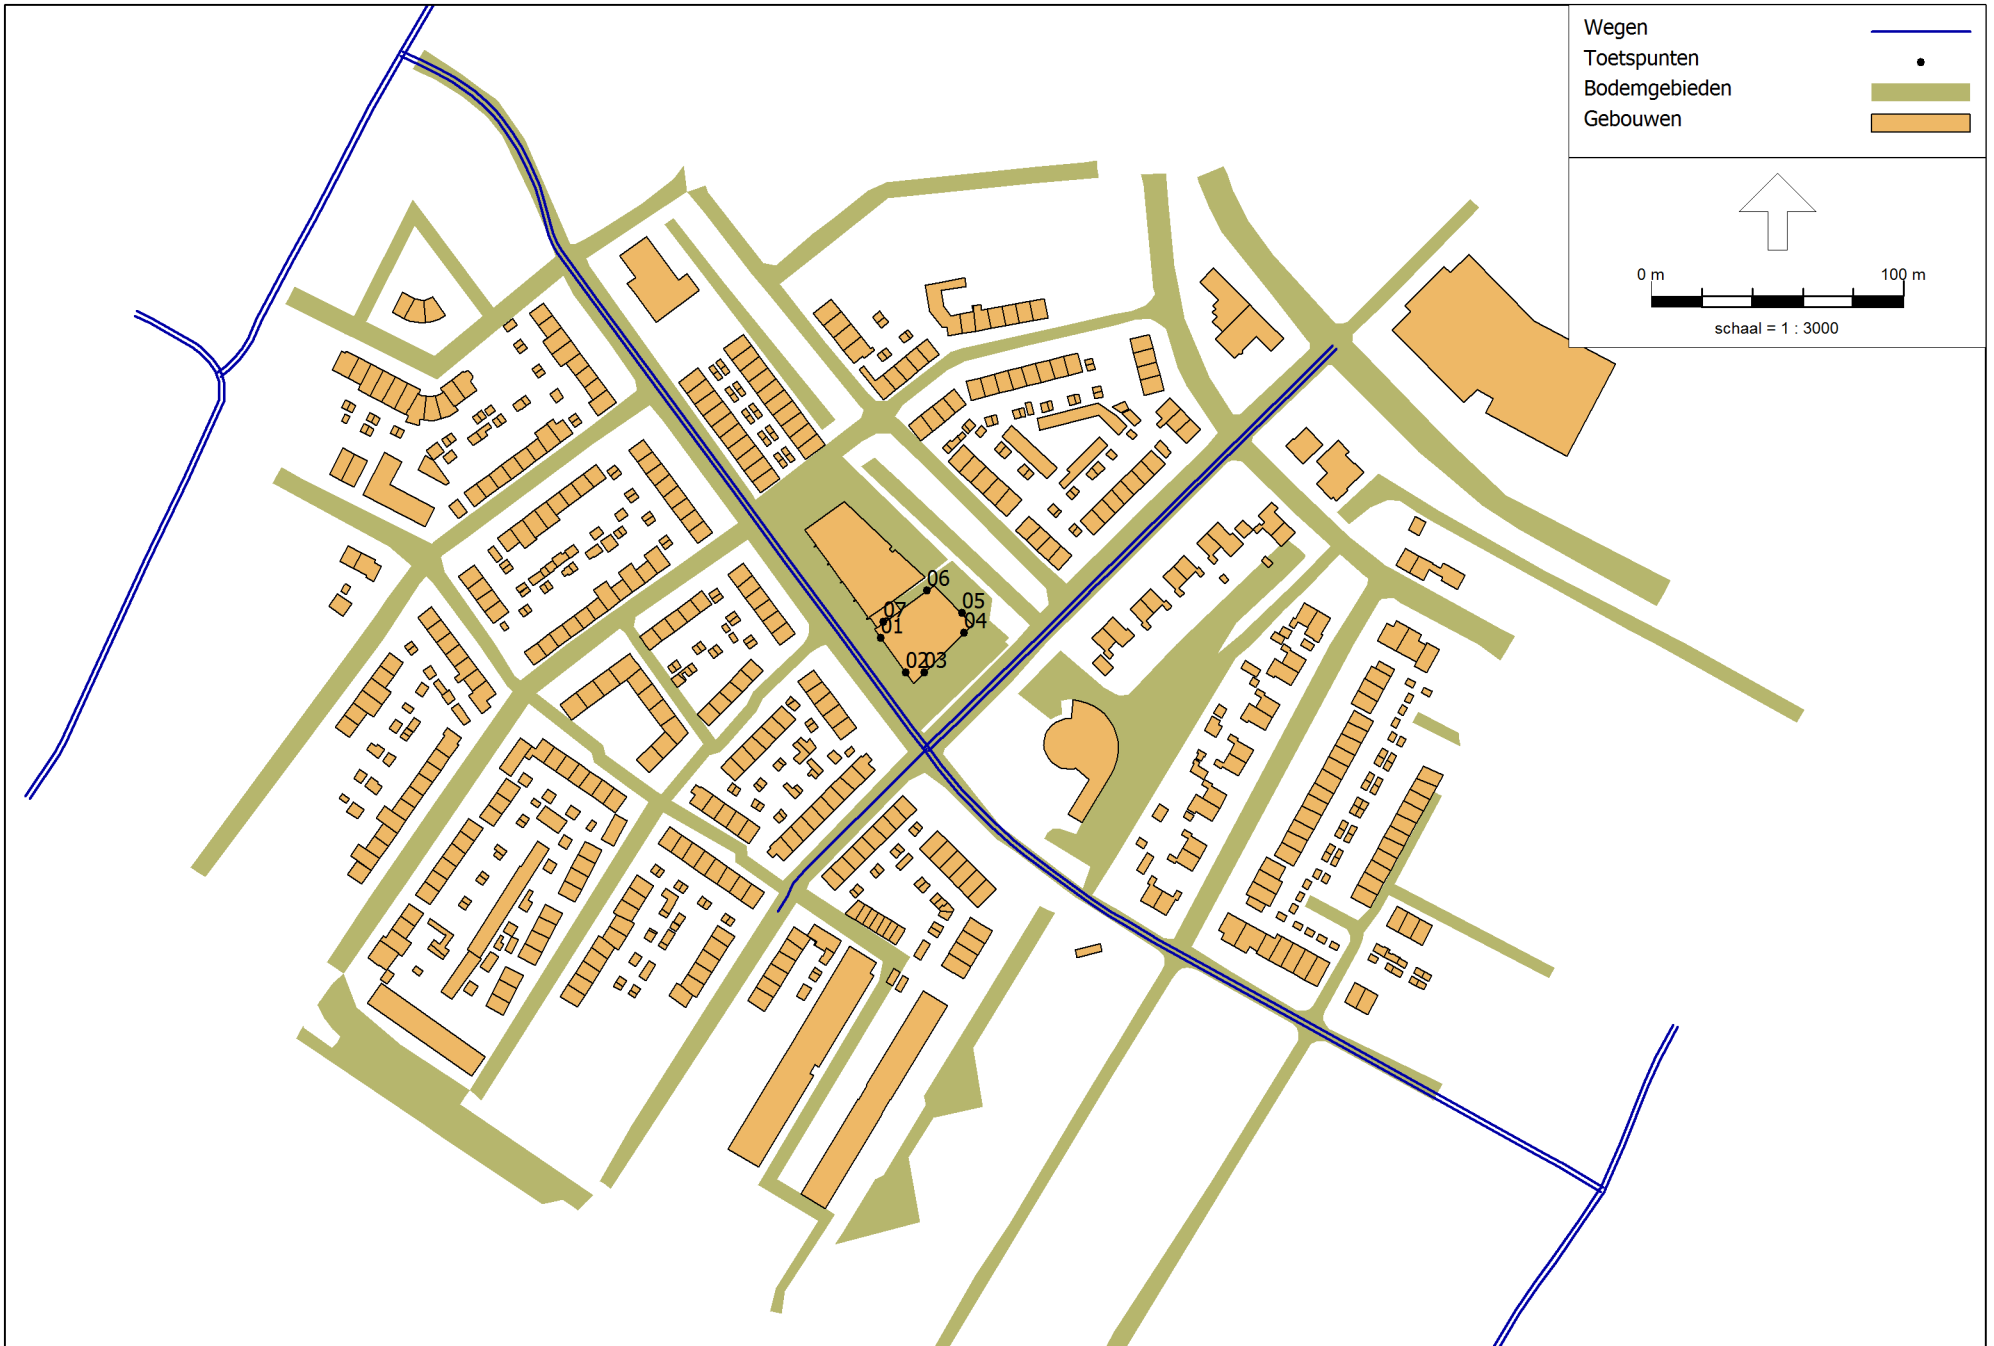 Wegen
Toetspunten
Bodemgebieden
Gebouwen
0 m 100 m
schaal = 1 : 3000
06
05
07
04
01
02 03